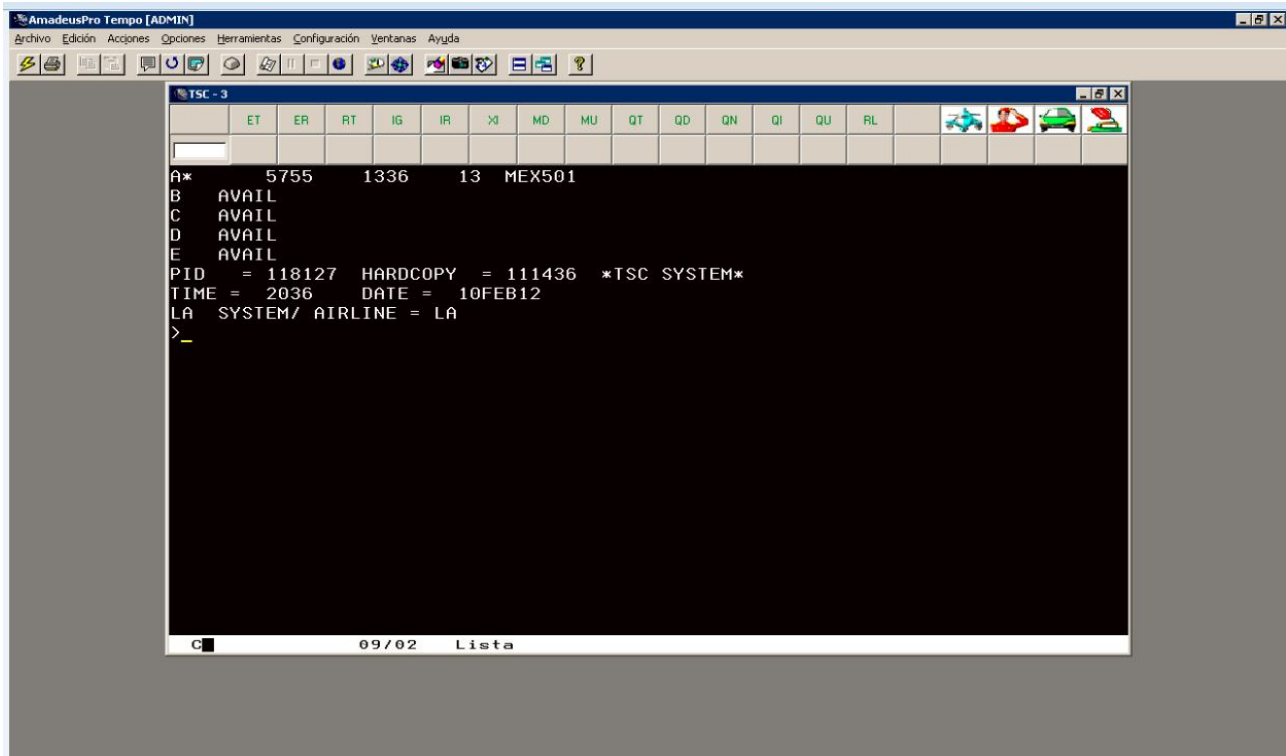 AmadeusPro Tempo [ADMIN]
Archivo Edición Acciones Opciones Herramientas Configuración Ventanas Ayuda
TSC - 3
ET ER RT IG IR XI MD MU QT QD QN QI QU RL
A* 5755 1336 13 MEX501
B AVAIL
C AVAIL
D AVAIL
E AVAIL
PID = 118127 HARDCOPY = 111436 *TSC SYSTEM*
TIME = 2036 DATE = 10FEB12
LA SYSTEM/ AIRLINE = LA
>_
C 09/02 Lista